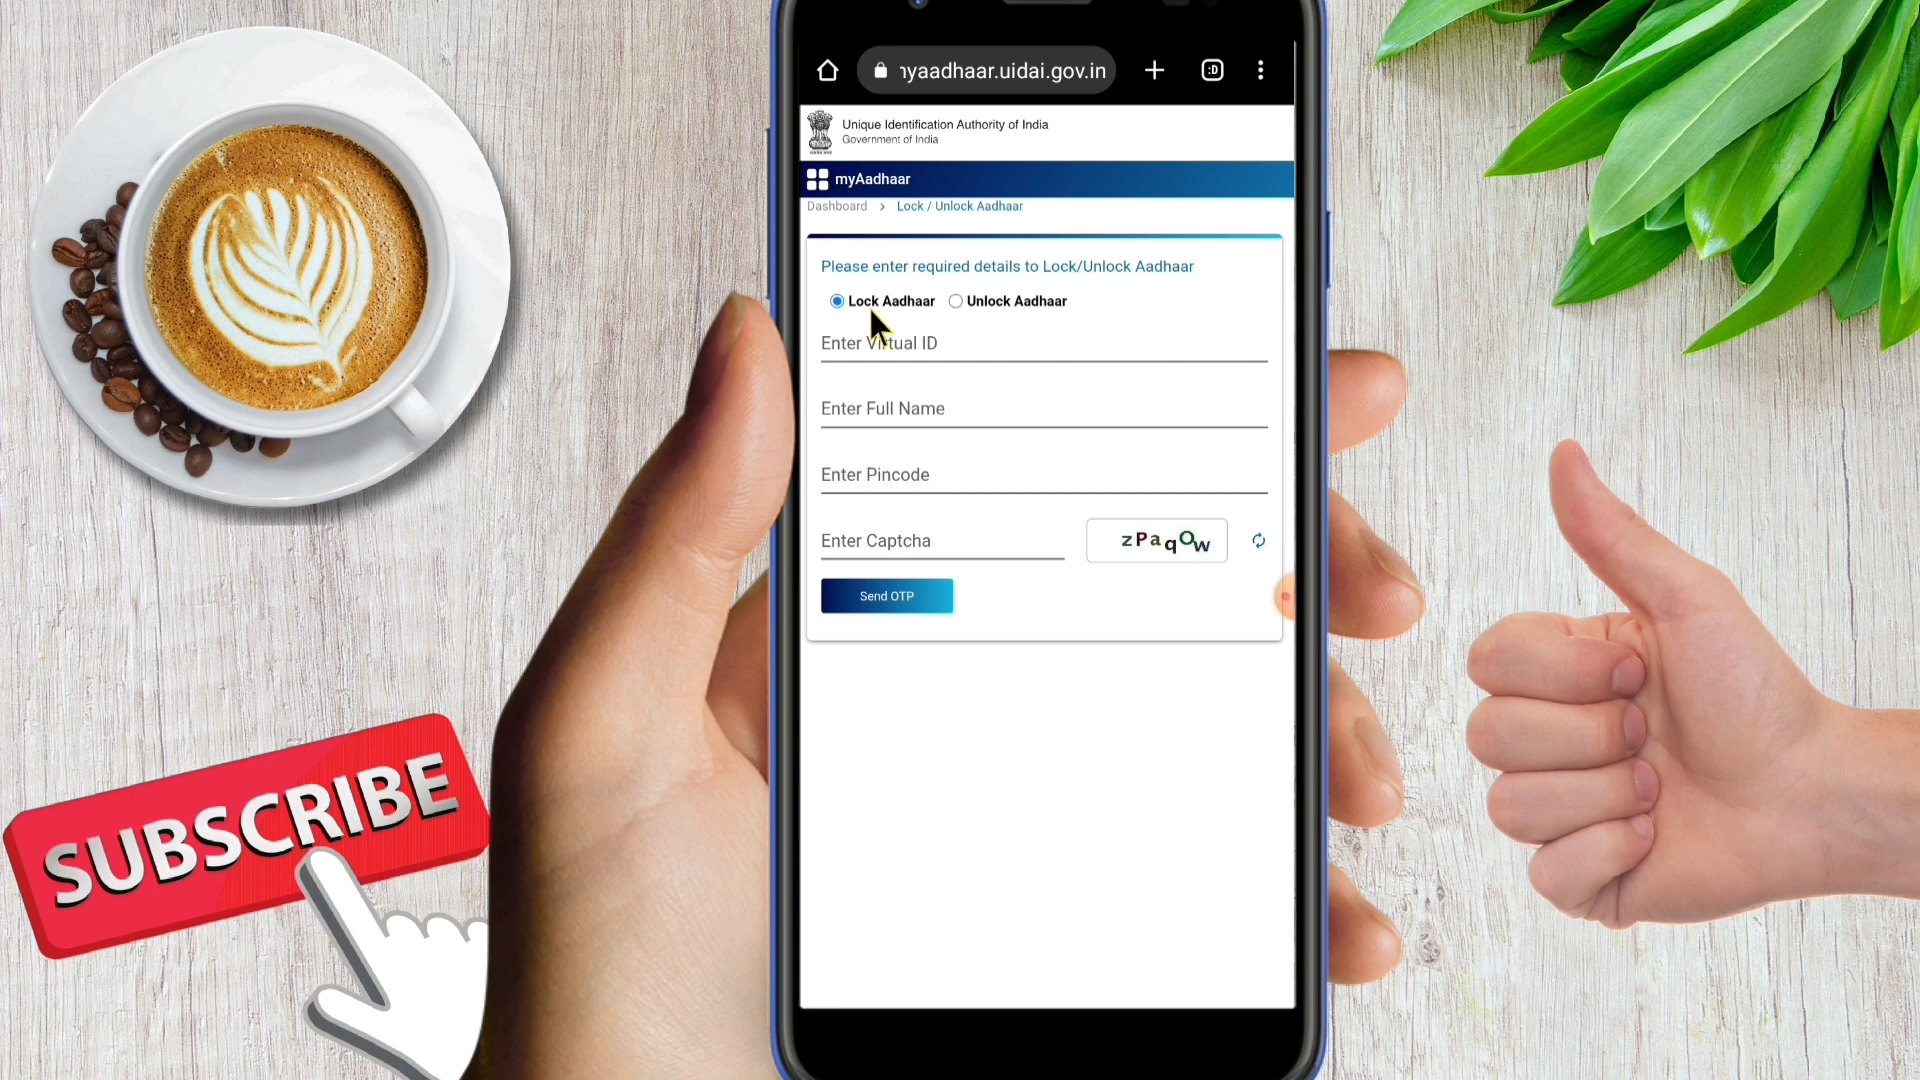 nyaadhaar.uidai.gov.in
:D
Unique Identification Authority of India
Government of India
myAadhaar
Dashboard > Lock / Unlock Aadhaar
Please enter required details to Lock/Unlock Aadhaar
Lock Aadhaar Unlock Aadhaar
Enter Virtual ID
Enter Full Name
Enter Pincode
Enter Captcha
zPaqOw
Send OTP
SUBSCRIBE